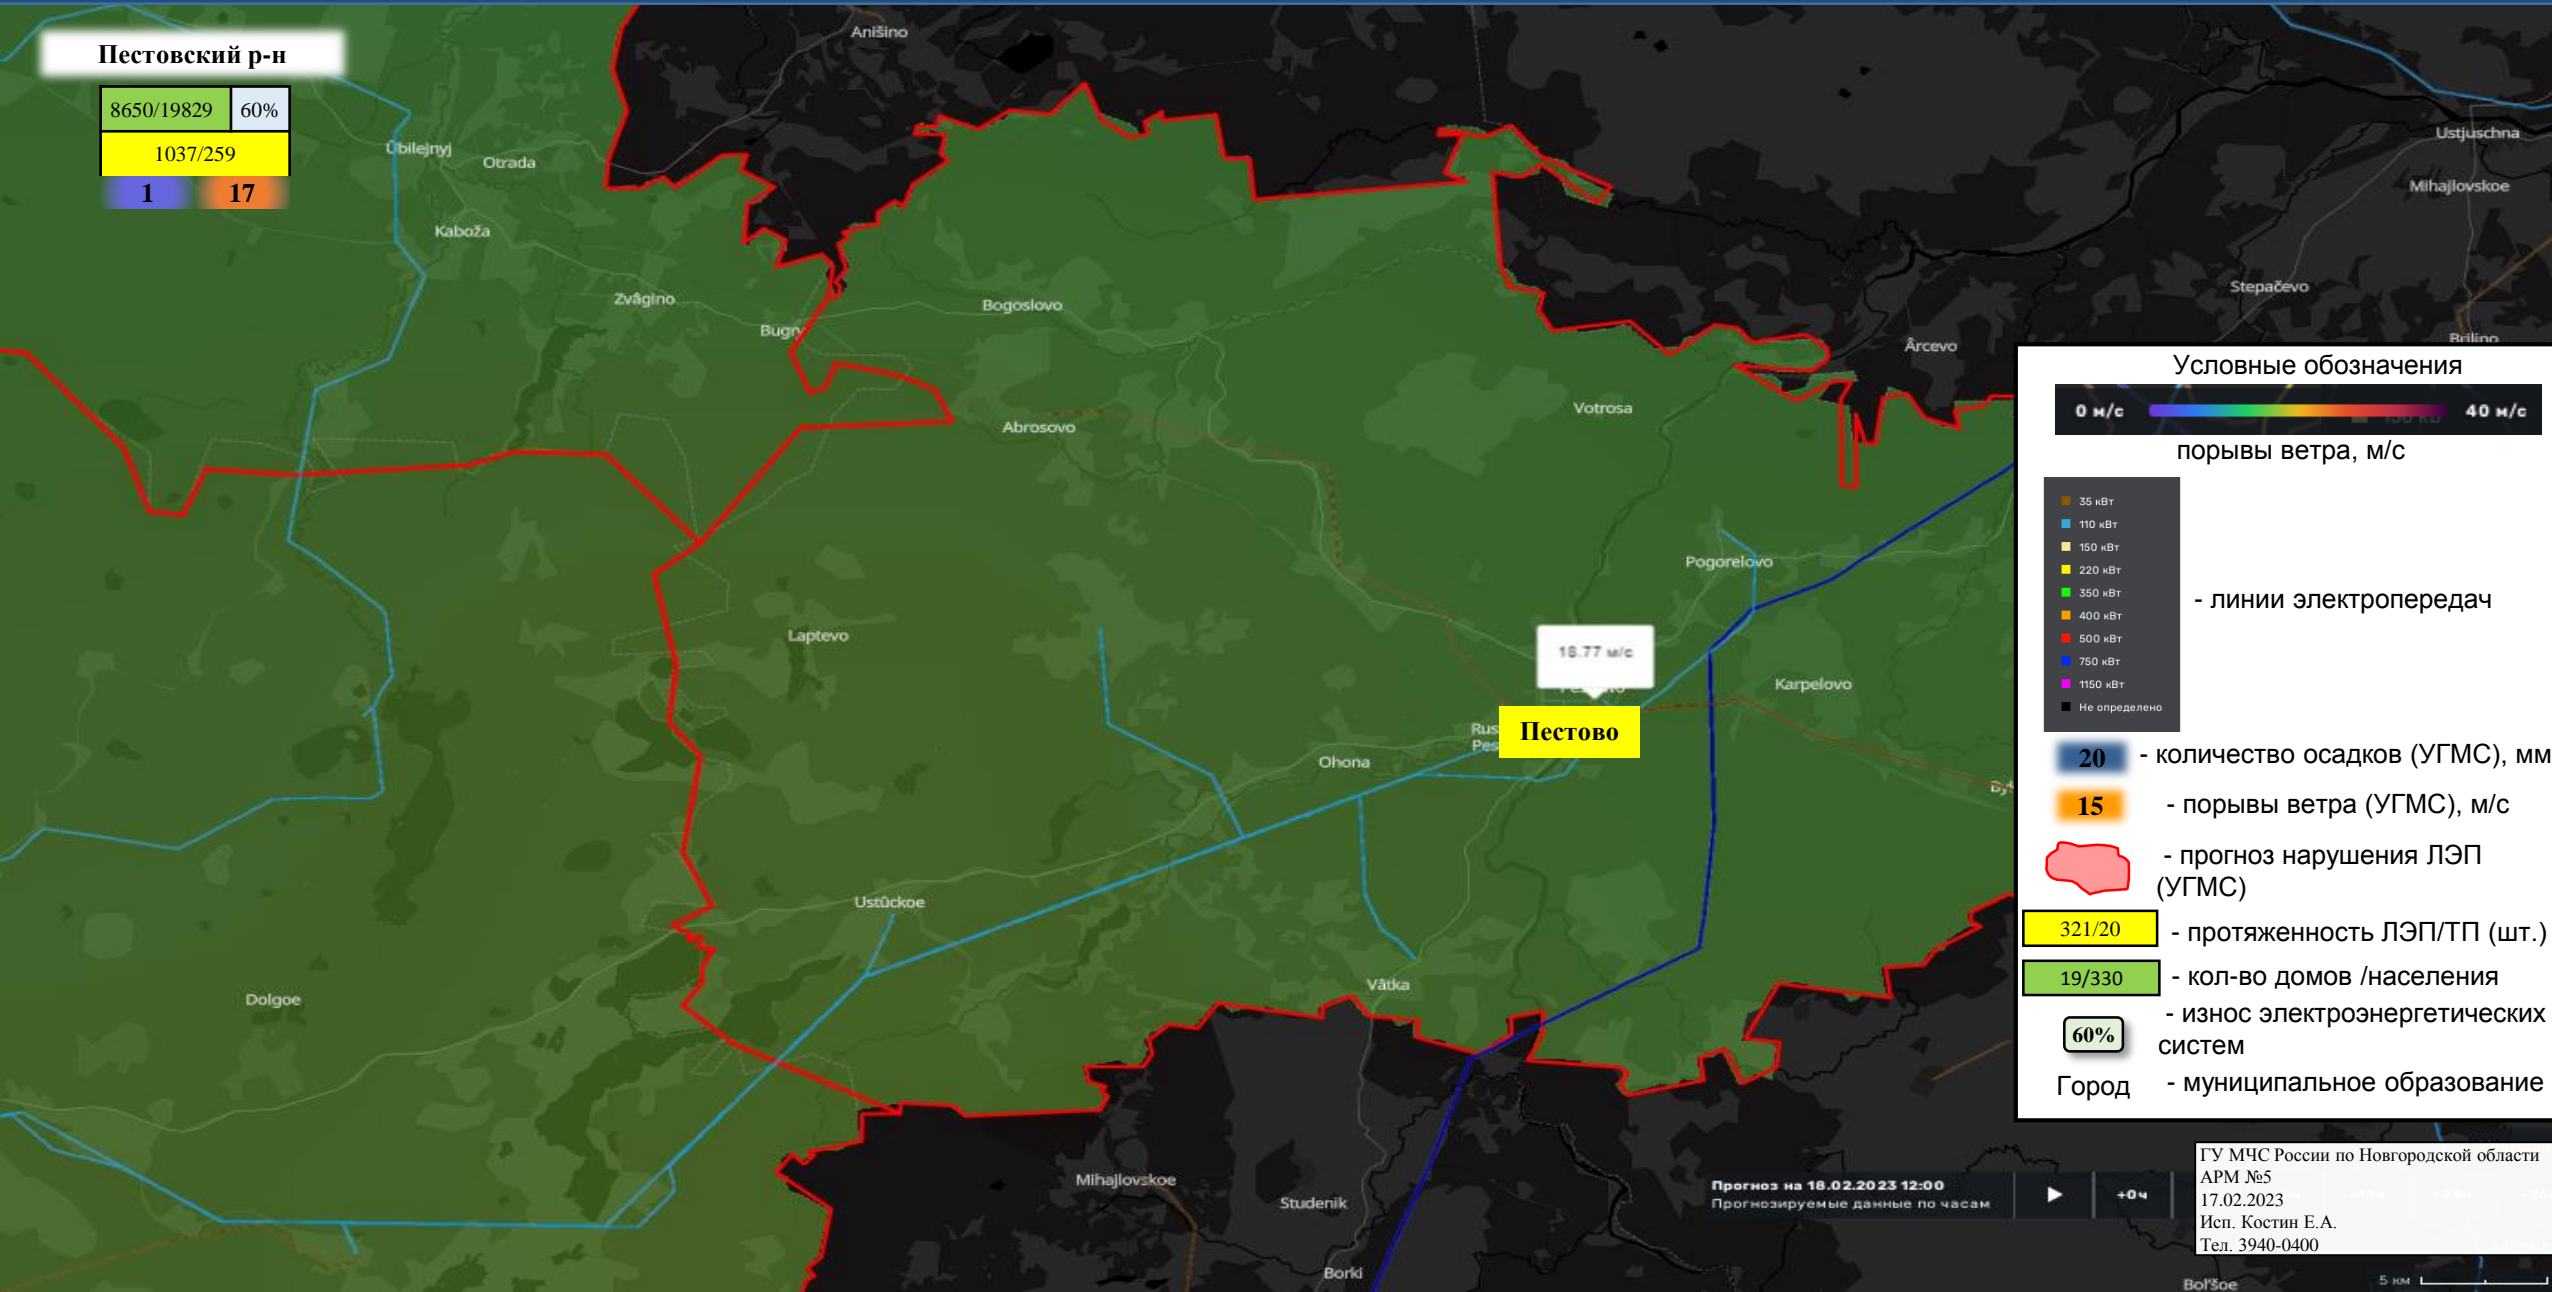 Пестовский р-н
8650/19829 60%
1037/259
1 17
Anišino
Ustjuschna
Ûbilejnyj
Otrada
Mihajlovskoe
Kaboža
Stepačevo
Zvâgino
Bogoslovo
Bugry
Brilino
Ârcevo
Votrosa
Abrosovo
Pogorelovo
Laptevo
18.77 м/с
Karpelovo
Rus
Pes
Пестово
Ohona
Ustûckoe
Vâtka
Dolgoe
Mihajlovskoe
Studenik
Borki
Bol'šoe
Условные обозначения
0 м/с 40 м/с
порывы ветра, м/с
35 кВт
110 кВт
150 кВт
220 кВт
350 кВт
400 кВт
500 кВт
750 кВт
1150 кВт
Не определено
- линии электропередач
20 - количество осадков (УГМС), мм
15 - порывы ветра (УГМС), м/с
- прогноз нарушения ЛЭП
(УГМС)
321/20 - протяженность ЛЭП/ТП (шт.)
19/330 - кол-во домов /населения
60% - износ электроэнергетических
систем
Город - муниципальное образование
Прогноз на 18.02.2023 12:00
Прогнозируемые данные по часам
+0ч
ГУ МЧС России по Новгородской области
АРМ №5
17.02.2023
Исп. Костин Е.А.
Тел. 3940-0400
5 км